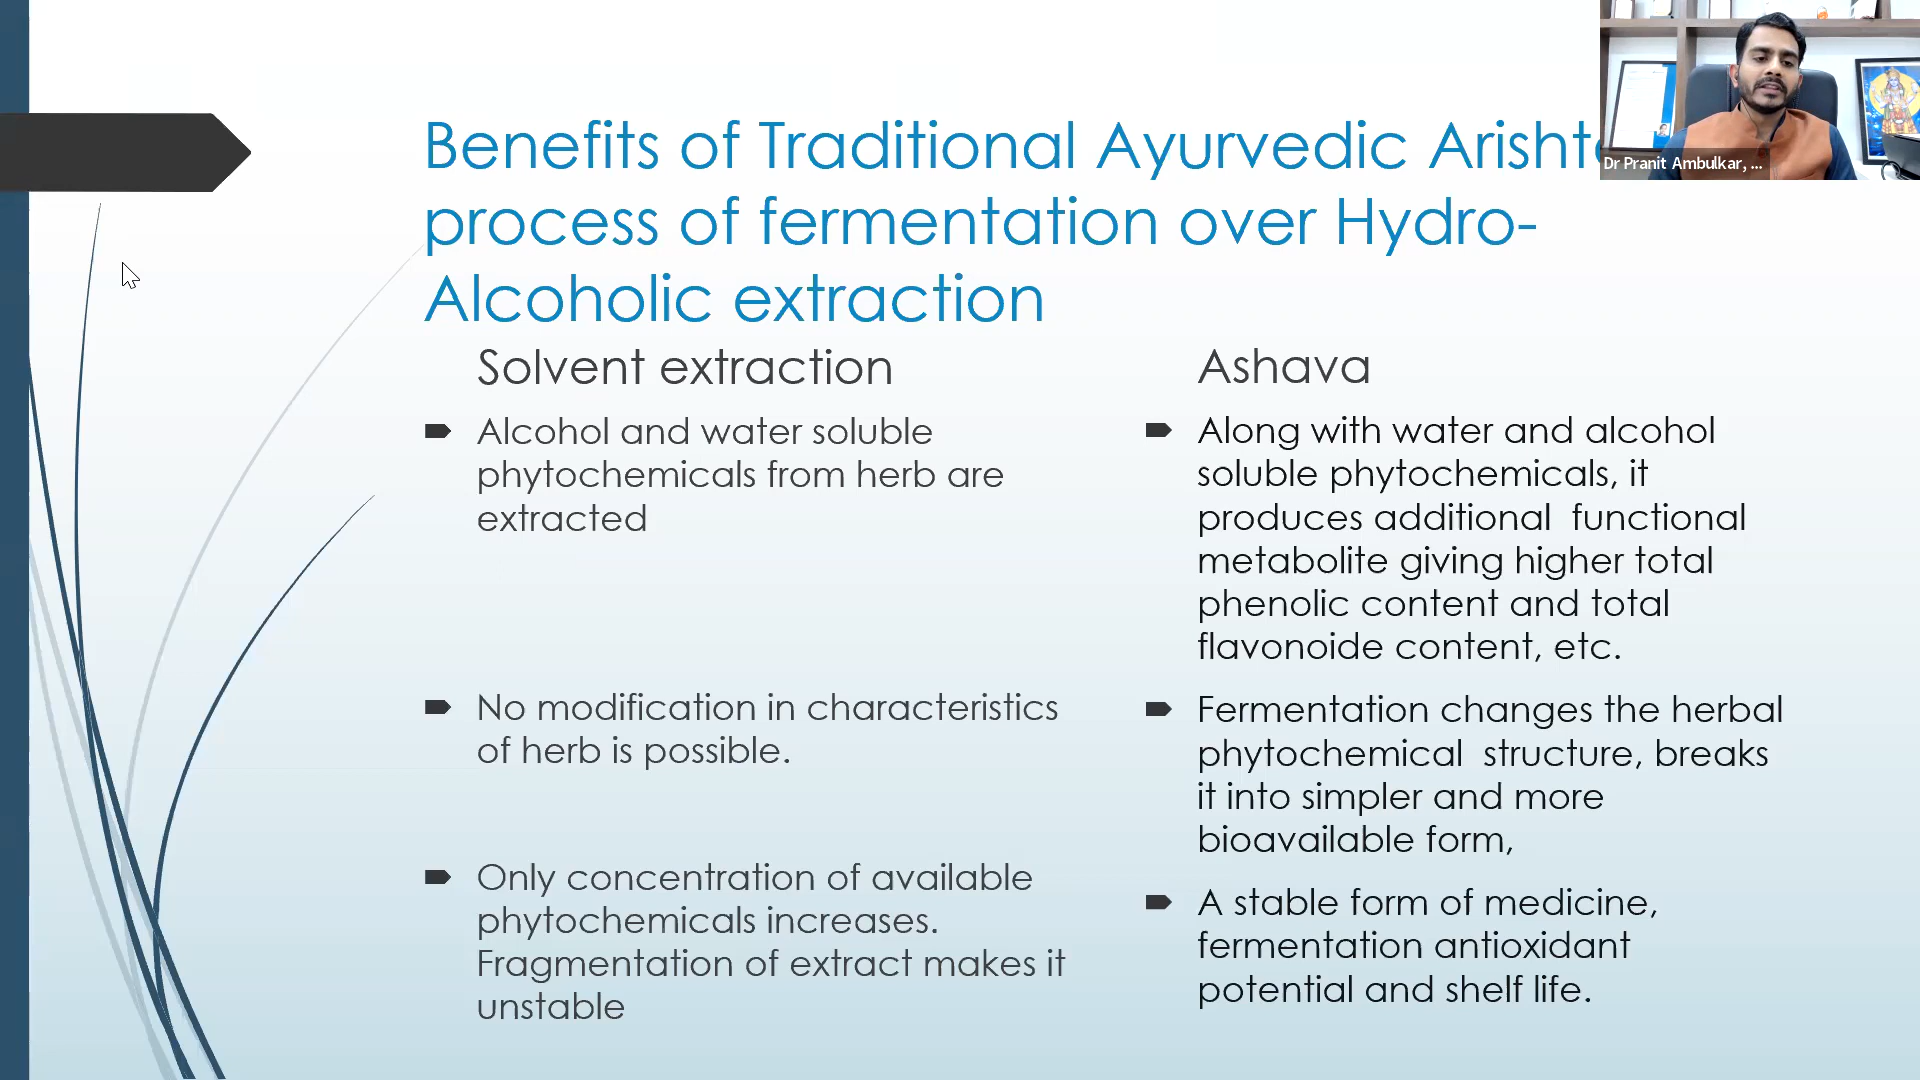 Benefits of Traditional Ayurvedic
process of fermentation over Hydro-
Alcoholic extraction
Solvent extraction
Alcohol and water soluble
phytochemicals from herb are
extracted
No modification in characteristics
of herb is possible.
Only concentration of available
phytochemicals increases.
Fragmentation of extract makes it
unstable
Ashava
Along with water and alcohol
soluble phytochemicals, it
produces additional  functional
metabolite giving higher total
phenolic content and total
flavonoide content, etc.
Fermentation changes the herbal
phytochemical  structure, breaks
it into simpler and more
bioavailable form,
A stable form of medicine,
fermentation antioxidant
potential and shelf life.
Dr Pranit Ambulkar, ...